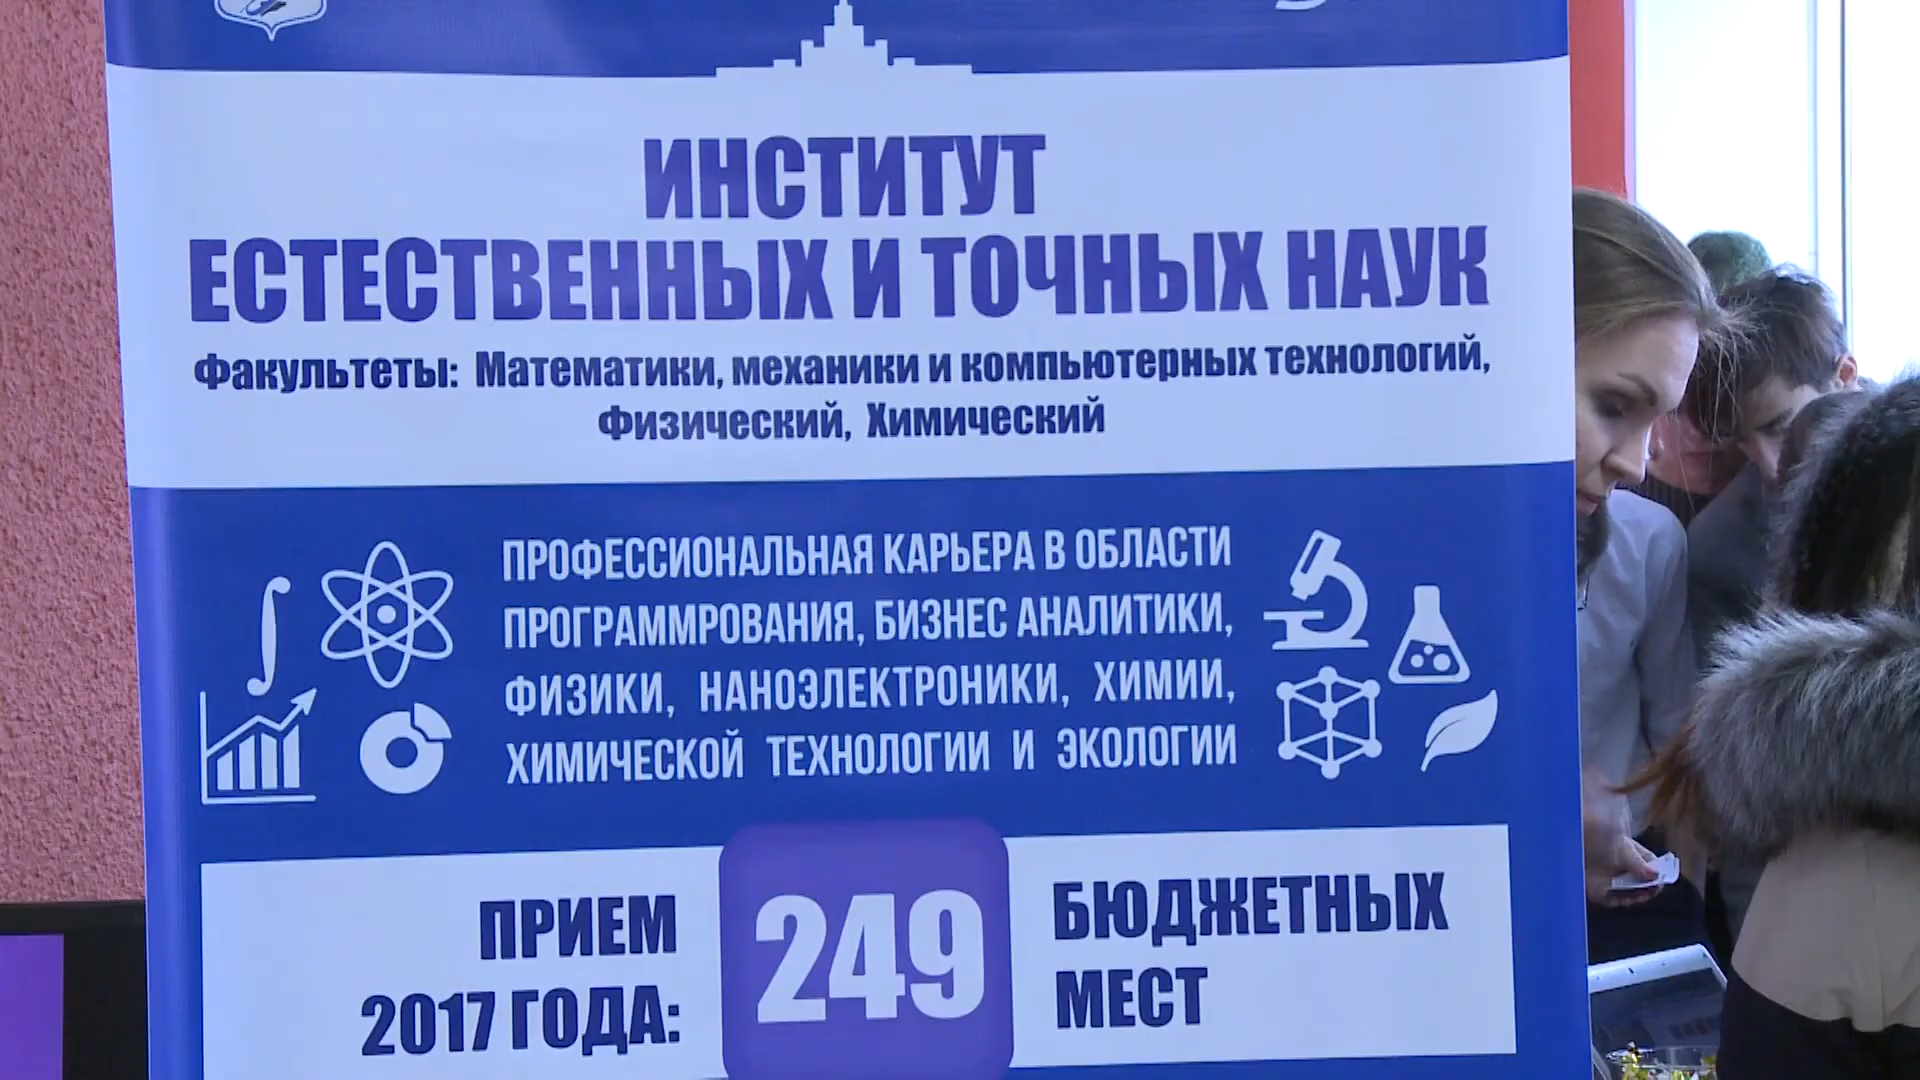 ИНСТИТУТ
ЕСТЕСТВЕННЫХ И ТОЧНЫХ НАУК
Факультеты: Математики, механики и компьютерных технологий,
Физический, Химический
ПРОФЕССИОНАЛЬНАЯ КАРЬЕРА В ОБЛАСТИ
ПРОГРАММРОВАНИЯ, БИЗНЕС АНАЛИТИКИ,
ФИЗИКИ, НАНОЭЛЕКТРОНИКИ, ХИМИИ,
ХИМИЧЕСКОЙ ТЕХНОЛОГИИ И ЭКОЛОГИИ
ПРИЕМ
2017 ГОДА:
249
БЮДЖЕТНЫХ
МЕСТ